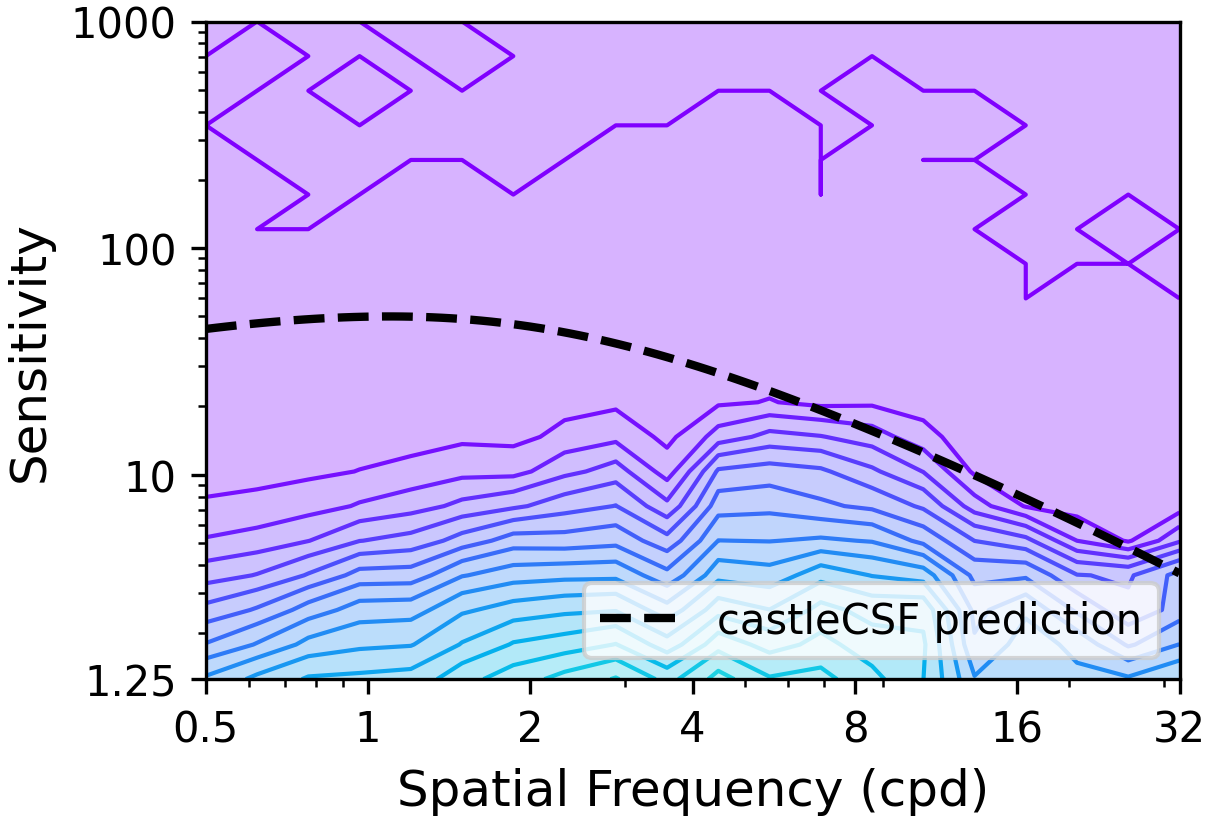 1000
100
10
1.25
Sensitivity
castleCSF prediction
0.5 1 2 4 8 16 32
Spatial Frequency (cpd)